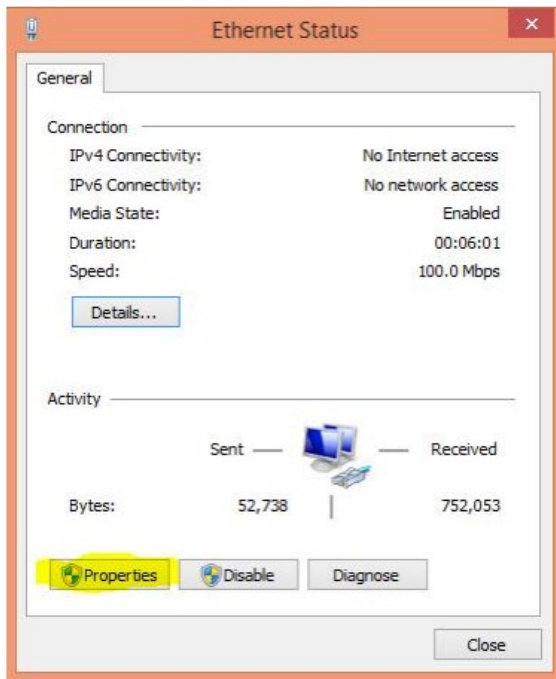 Ethernet Status
General
Connection
IPv4 Connectivity: No Internet access
IPv6 Connectivity: No network access
Media State: Enabled
Duration: 00:06:01
Speed: 100.0 Mbps
Details...
Activity
Sent Received
Bytes: 52,738 752,053
Properties Disable Diagnose
Close